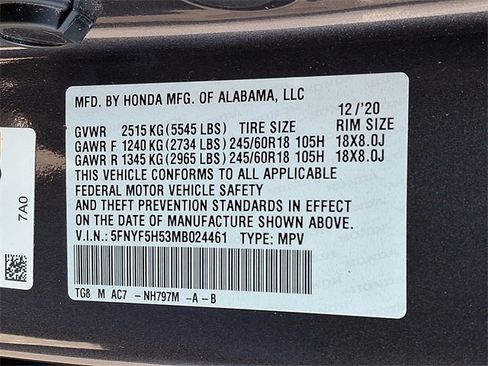 MFD. BY HONDA MFG. OF ALABAMA, LLC
12/'20
GVWR 2515 KG (5545 LBS) TIRE SIZE RIM SIZE
GAWR F 1240 KG (2734 LBS) 245/60R18 105H 18X8.0J
GAWR R 1345 KG (2965 LBS) 245/60R18 105H 18X8.0J
THIS VEHICLE CONFORMS TO ALL APPLICABLE
FEDERAL MOTOR VEHICLE SAFETY
AND THEFT PREVENTION STANDARDS IN EFFECT
ON THE DATE OF MANUFACTURE SHOWN ABOVE.
V.I.N.: 5FNYF5H53MB024461 TYPE: MPV
TG8 M AC7 -NH797M -A-B
7A0